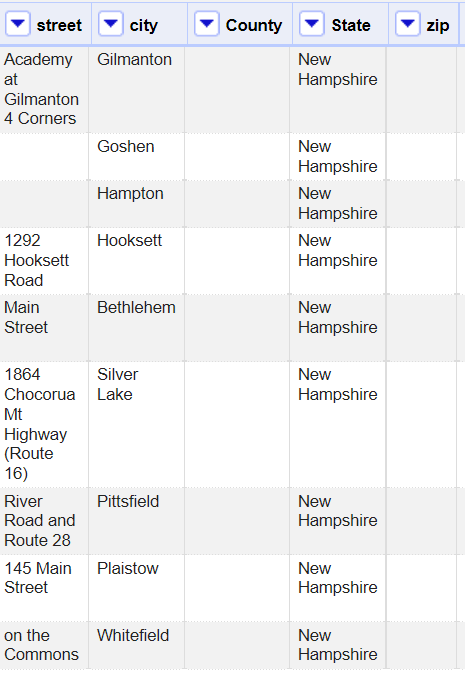 street city County State zip
Academy Gilmanton New
at Hampshire
Gilmanton
4 Corners
Goshen New
Hampshire
Hampton New
Hampshire
1292 Hooksett New
Hooksett Hampshire
Road
Main Bethlehem New
Street Hampshire
1864 Silver New
Chocorua Lake Hampshire
Mt
Highway
(Route
16)
River Pittsfield New
Road and Hampshire
Route 28
145 Main Plaistow New
Street Hampshire
on the Whitefield New
Commons Hampshire